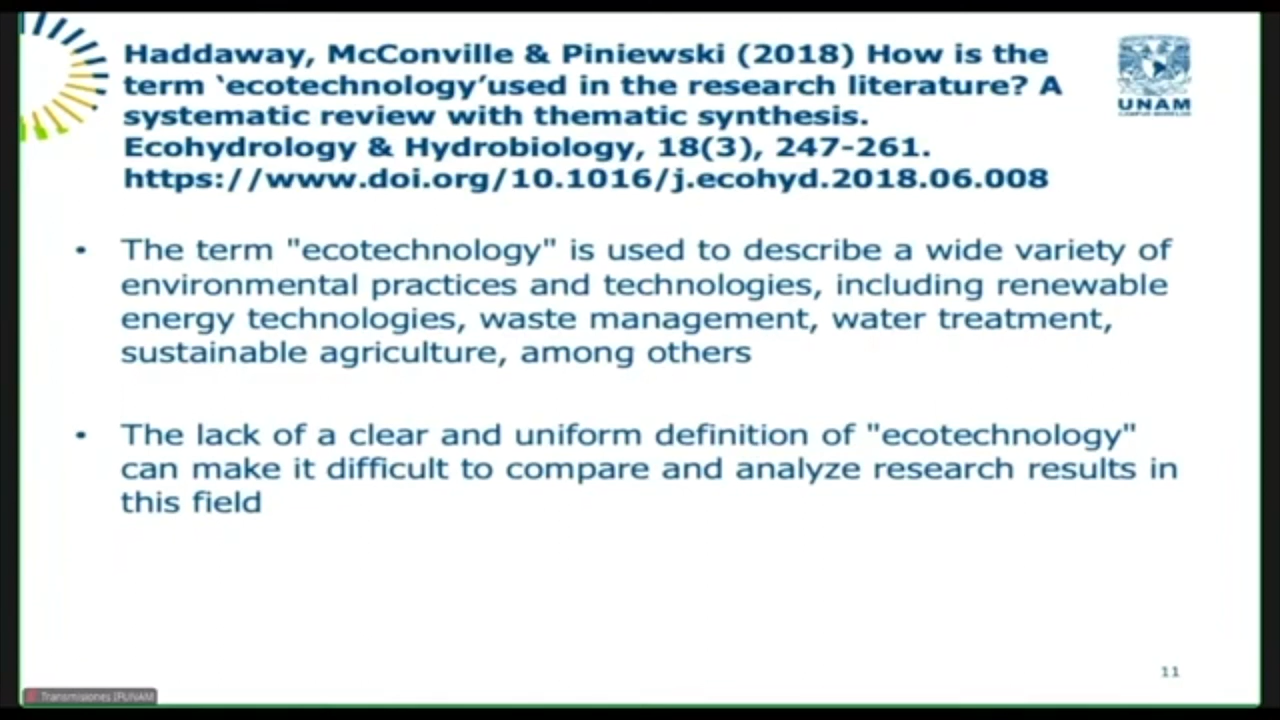 Haddaway, McConville & Piniewski (2018) How is the
term ‘ecotechnology’used in the research literature? A
systematic review with thematic synthesis.
Ecohydrology & Hydrobiology, 18(3), 247-261.
https://www.doi.org/10.1016/j.ecohyd.2018.06.008
UNAM
• The term "ecotechnology" is used to describe a wide variety of
environmental practices and technologies, including renewable
energy technologies, waste management, water treatment,
sustainable agriculture, among others
• The lack of a clear and uniform definition of "ecotechnology"
can make it difficult to compare and analyze research results in
this field
11
Transmisiones